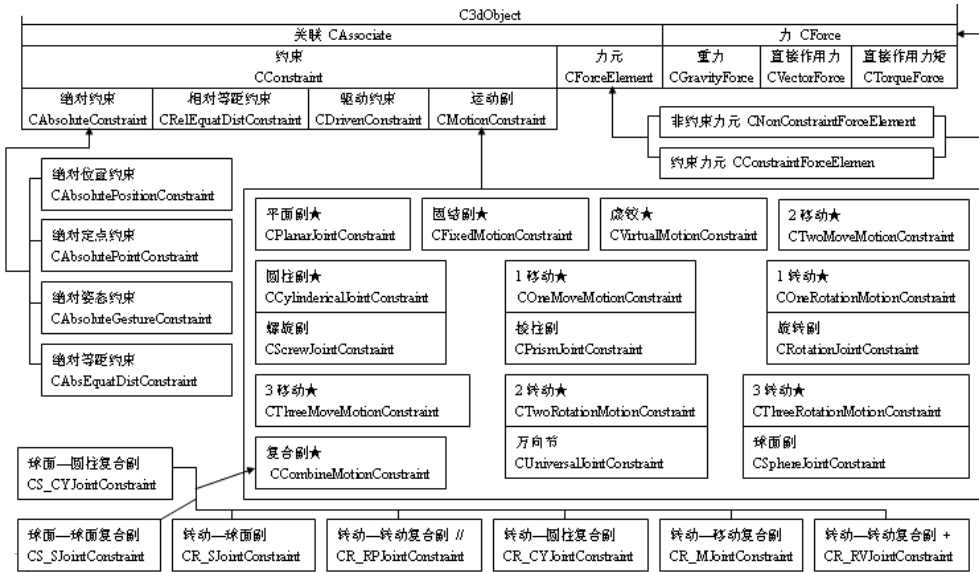 C3dObject
关联 CAssociate
力 CForce
约束
CConstraint
力元
CForceElement
重力
CGravityForce
直接作用力
CVectorForce
直接作用力矩
CTorqueForce
绝对约束
CAbsoluteConstraint
相对等距约束
CRelEquatDistConstraint
驱动约束
CDrivenConstraint
运动副
CMotionConstraint
非约束力元 CNonConstraintForceElement
约束力元 CConstraintForceElemen
绝对位置约束
CAbsolutePositionConstraint
绝对定点约束
CAbsolutePointConstraint
绝对姿态约束
CAbsoluteGestureConstraint
绝对等距约束
CAbsEquatDistConstraint
平面副★
CPlanarJointConstraint
固结副★
CFixedMotionConstraint
虚铰★
CVirtualMotionConstraint
2移动★
CTwoMoveMotionConstraint
圆柱副★
CCylindericalJointConstraint
螺旋副
CScrewJointConstraint
1移动★
COneMoveMotionConstraint
棱柱副
CPrismJointConstraint
1转动★
COneRotationMotionConstraint
旋转副
CRotationJointConstraint
3移动★
CThreeMoveMotionConstraint
2转动★
CTwoRotationMotionConstraint
万向节
CUniversalJointConstraint
3转动★
CThreeRotationMotionConstraint
球面副
CSphereJointConstraint
复合副★
CCombineMotionConstraint
球面—圆柱复合副
CS_CYJointConstraint
球面—球面复合副
CS_SJointConstraint
转动—球面副
CR_SJointConstraint
转动—转动复合副 //
CR_RPJointConstraint
转动—圆柱复合副
CR_CYJointConstraint
转动—移动复合副
CR_MJointConstraint
转动—转动复合副 +
CR_RVJointConstraint